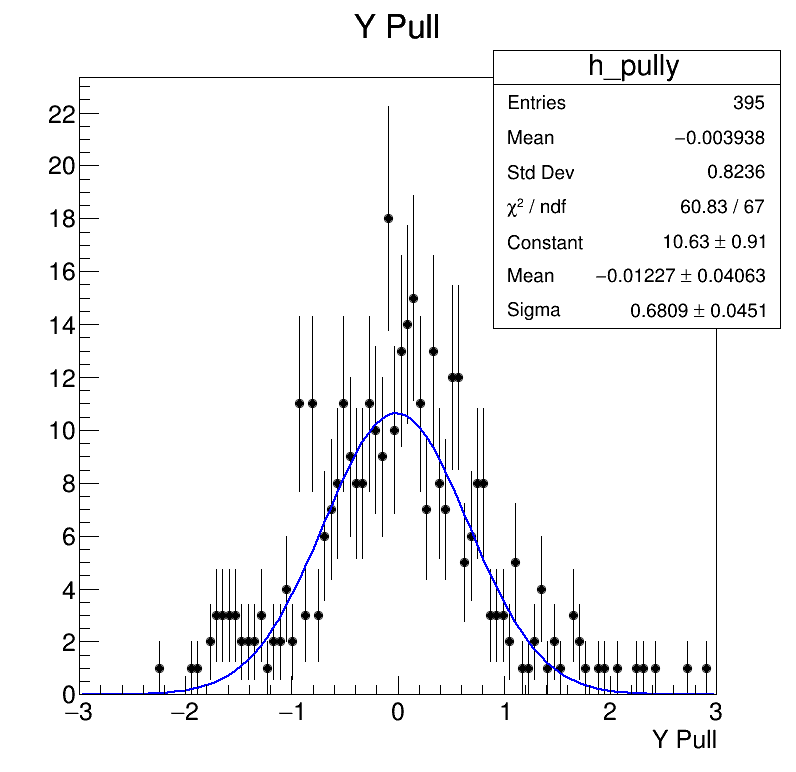 Y Pull
h_pully
Entries 395
Mean −0.003938
Std Dev 0.8236
χ² / ndf 60.83 / 67
Constant 10.63 ± 0.91
Mean −0.01227 ± 0.04063
Sigma 0.6809 ± 0.0451
22
20
18
16
14
12
10
8
6
4
2
0
−3 −2 −1 0 1 2 3
Y Pull